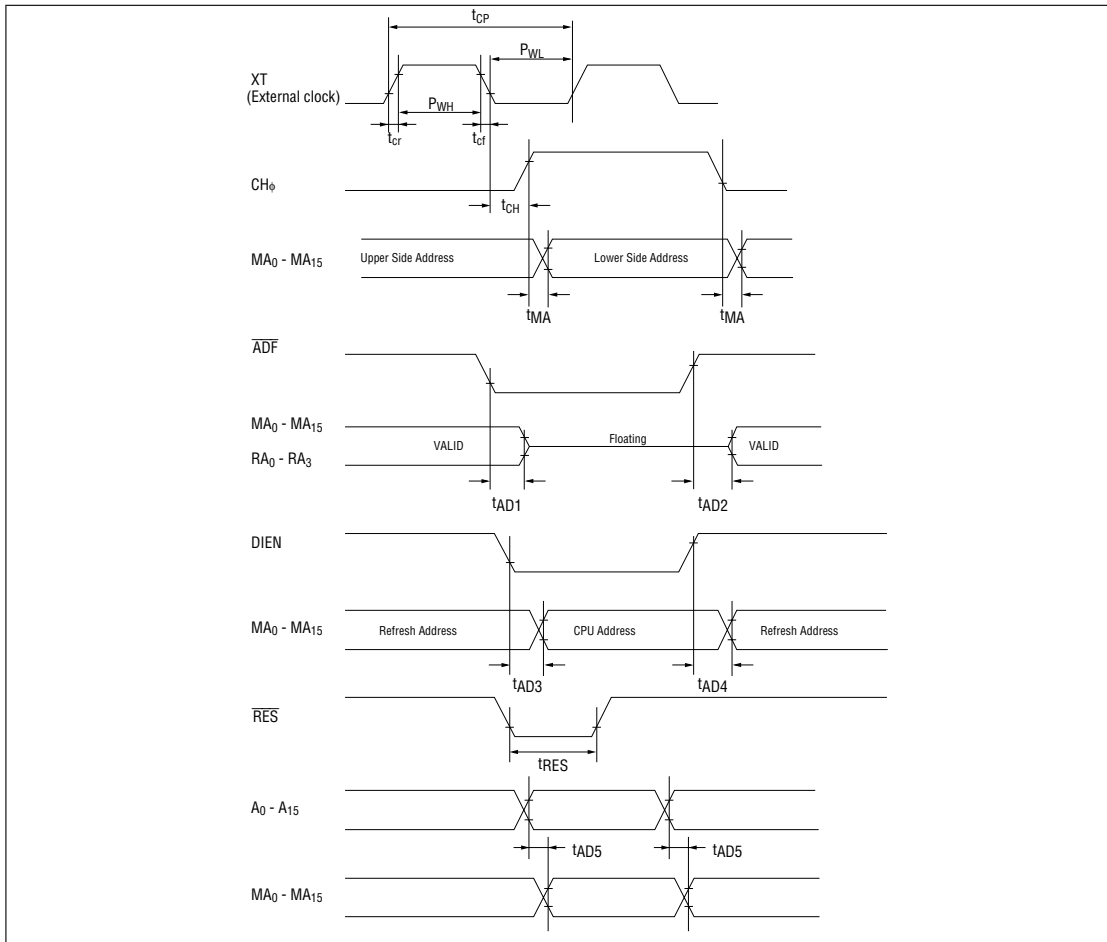 tCP
PWL
XT
(External clock)
PWH
tcr
tcf
CHϕ
tCH
MA0 - MA15
Upper Side Address
Lower Side Address
tMA
tMA
ADF
MA0 - MA15
VALID
Floating
VALID
RA0 - RA3
tAD1
tAD2
DIEN
MA0 - MA15
Refresh Address
CPU Address
Refresh Address
tAD3
tAD4
RES
tRES
A0 - A15
tAD5
tAD5
MA0 - MA15